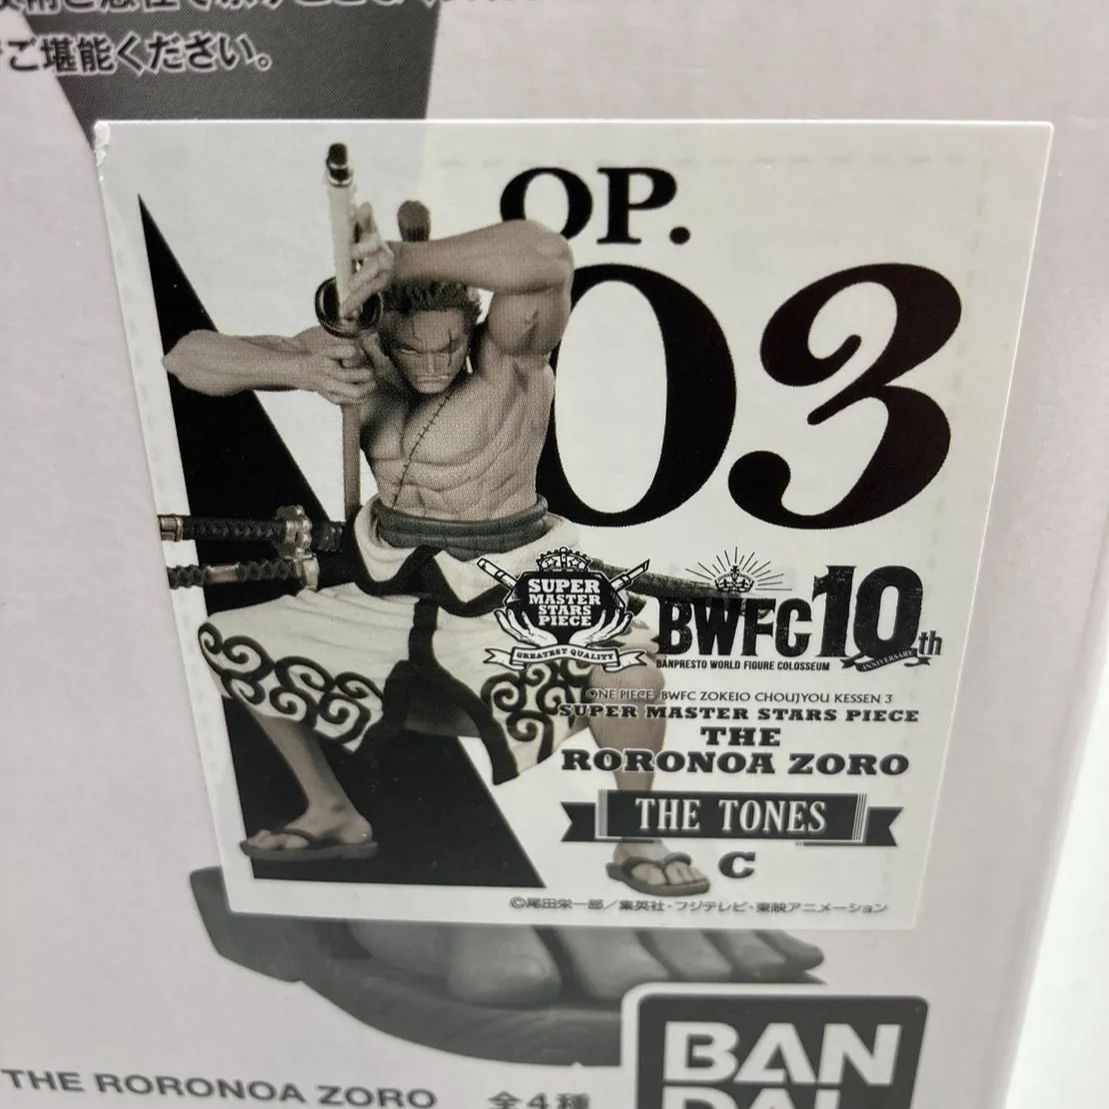 ご堪能ください。
OP.
03
SUPER
MASTER
STARS
PIECE
GREATEST QUALITY
BWFC 10th
ANNIVERSARY
BANPRESTO WORLD FIGURE COLOSSEUM
ONE PIECE BWFC ZOKEIO CHOUJYOU KESSEN 3
SUPER MASTER STARS PIECE
THE
RORONOA ZORO
THE TONES
C
©尾田栄一郎／集英社・フジテレビ・東映アニメーション
BAN
DAI
THE RORONOA ZORO 全4種